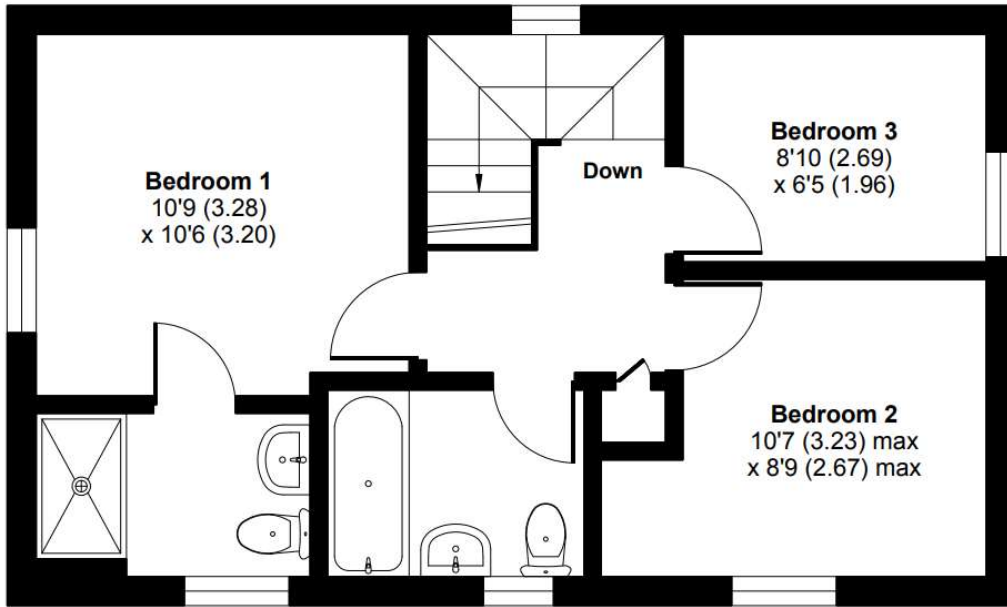 Bedroom 1
10'9 (3.28)
x 10'6 (3.20)
Down
Bedroom 3
8'10 (2.69)
x 6'5 (1.96)
Bedroom 2
10'7 (3.23) max
x 8'9 (2.67) max